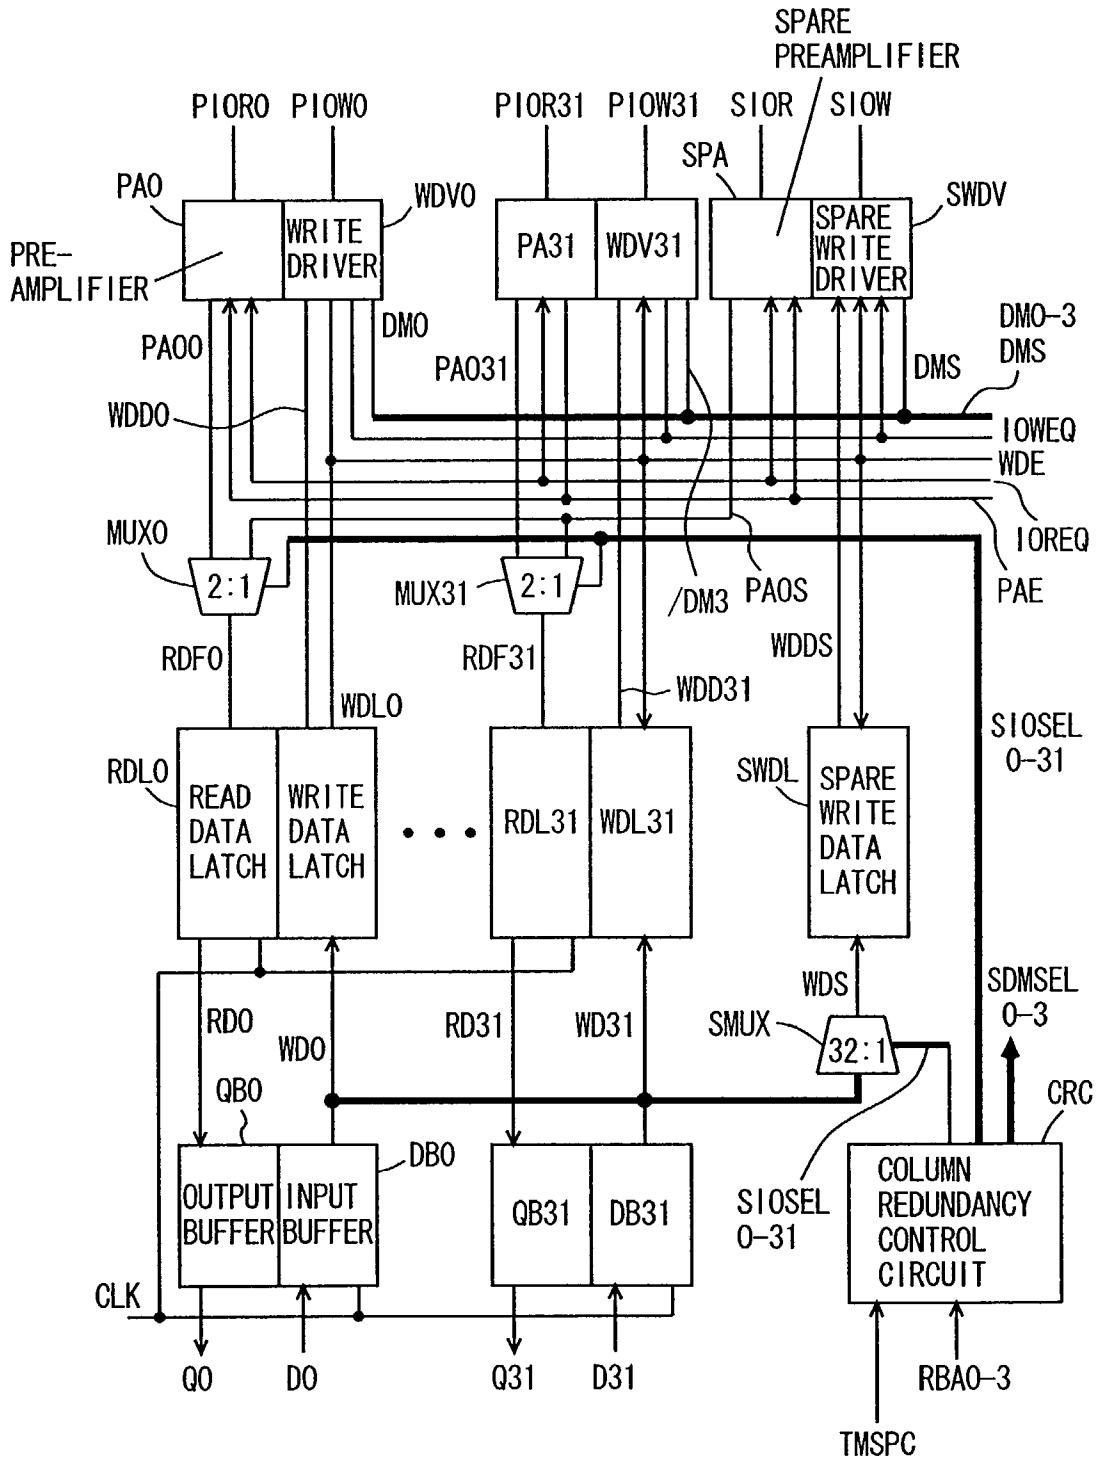 SPARE
PREAMPLIFIER
PIOR0
PIOW0
PIOR31
PIOW31
SIOR
SIOW
SPA
PA0
WDV0
SWDV
PRE-
AMPLIFIER
WRITE
DRIVER
PA31
WDV31
SPARE
WRITE
DRIVER
DM0
DM0-3
DMS
PAO0
PAO31
DMS
WDD0
IOWEQ
WDE
MUX0
IOREQ
2:1
MUX31
2:1
/DM3
PAOS
PAE
RDF0
RDF31
WDDS
WDD31
WDL0
SIOSEL
0-31
RDL0
SWDL
READ
DATA
LATCH
WRITE
DATA
LATCH
RDL31
WDL31
SPARE
WRITE
DATA
LATCH
RD0
WD0
RD31
WD31
WDS
SDMSEL
0-3
SMUX
32:1
QB0
CRC
DB0
OUTPUT
BUFFER
INPUT
BUFFER
QB31
DB31
SIOSEL
0-31
COLUMN
REDUNDANCY
CONTROL
CIRCUIT
CLK
Q0
D0
Q31
D31
RBA0-3
TMSPC